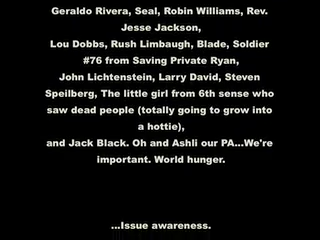 Geraldo Rivera, Seal, Robin Williams, Rev.
Jesse Jackson,
Lou Dobbs, Rush Limbaugh, Blade, Soldier
#76 from Saving Private Ryan,
John Lichtenstein, Larry David, Steven
Speilberg, The little girl from 6th sense who
saw dead people (totally going to grow into
a hottie),
and Jack Black. Oh and Ashli our PA...We're
important. World hunger.
...Issue awareness.